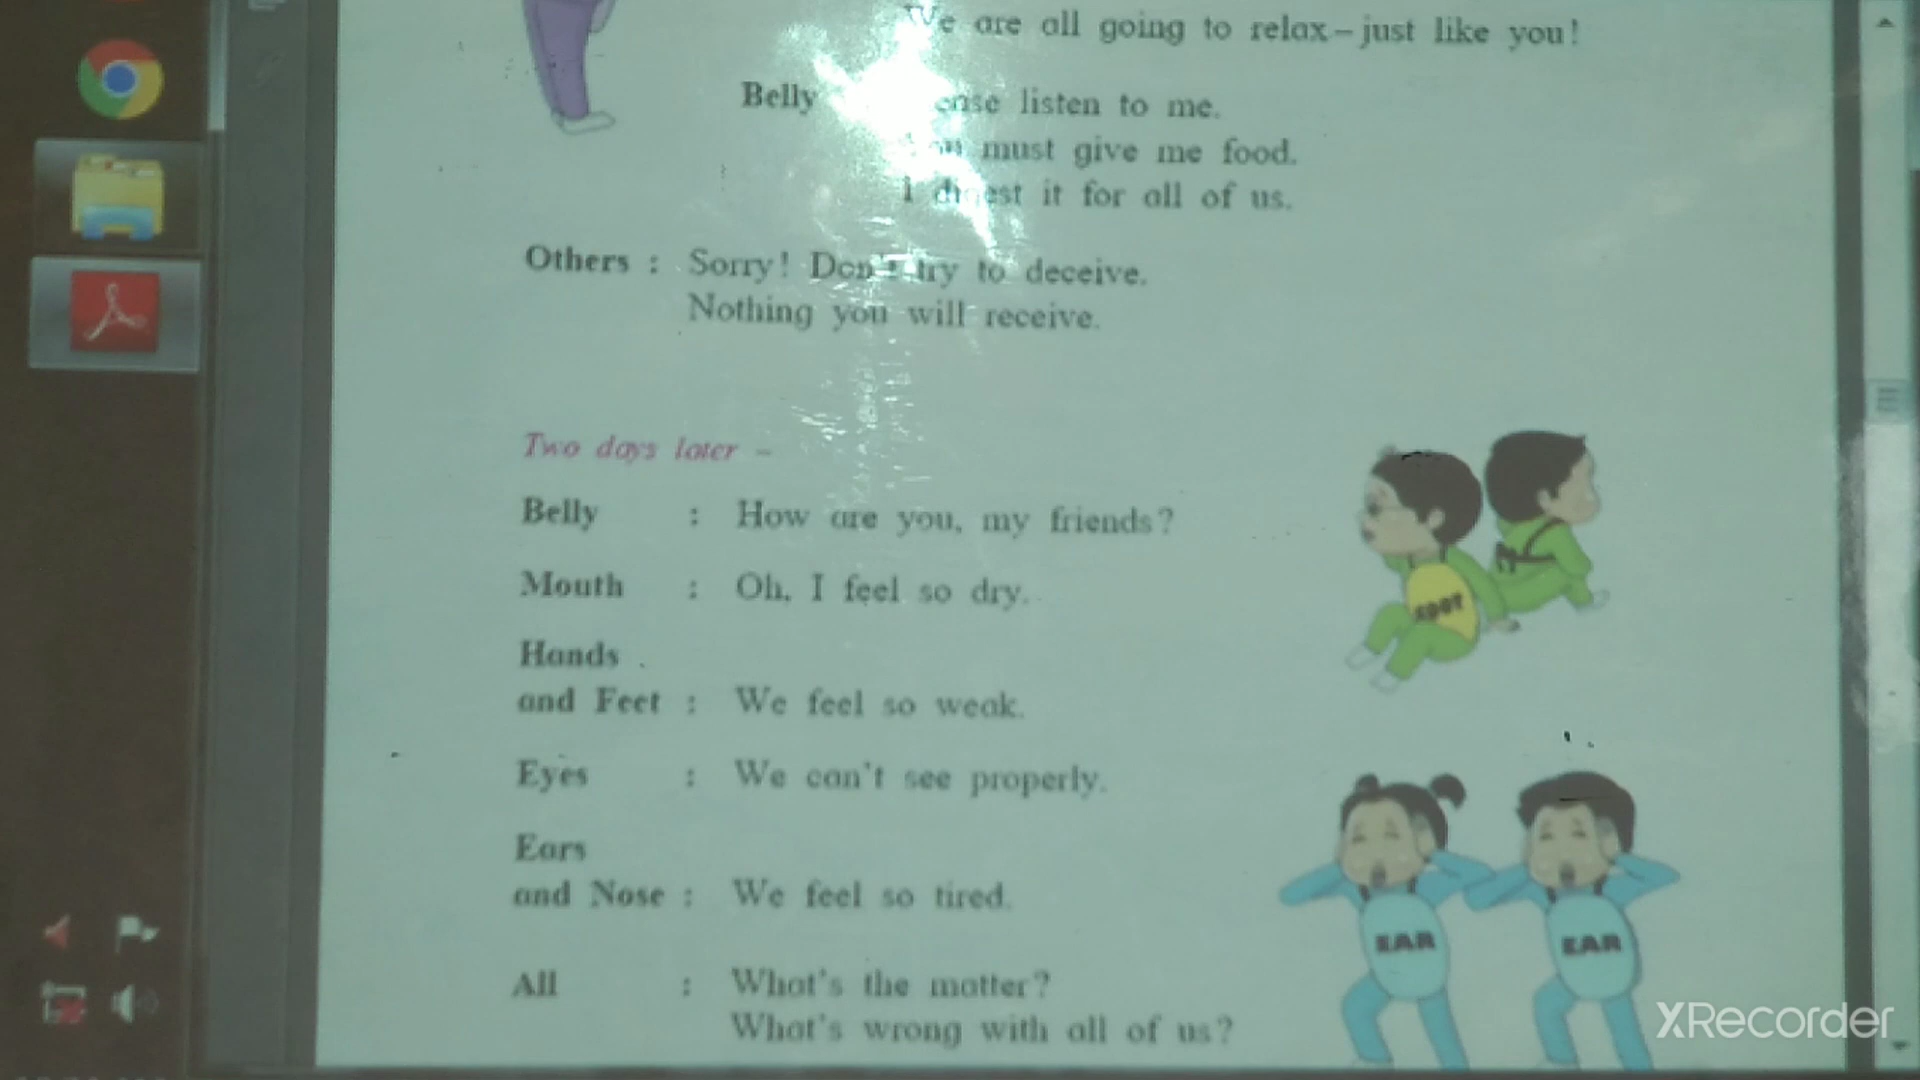 We are all going to relax – just like you!
Belly listen to me.
must give me food.
I digest it for all of us.
Others : Sorry! Don't try to deceive.
Nothing you will receive.
Two days later –
Belly : How are you, my friends?
Mouth : Oh, I feel so dry.
Hands
and Feet : We feel so weak.
Eyes : We can't see properly.
Ears
and Nose : We feel so tired.
All : What's the matter?
What's wrong with all of us?
EAR EAR
XRecorder